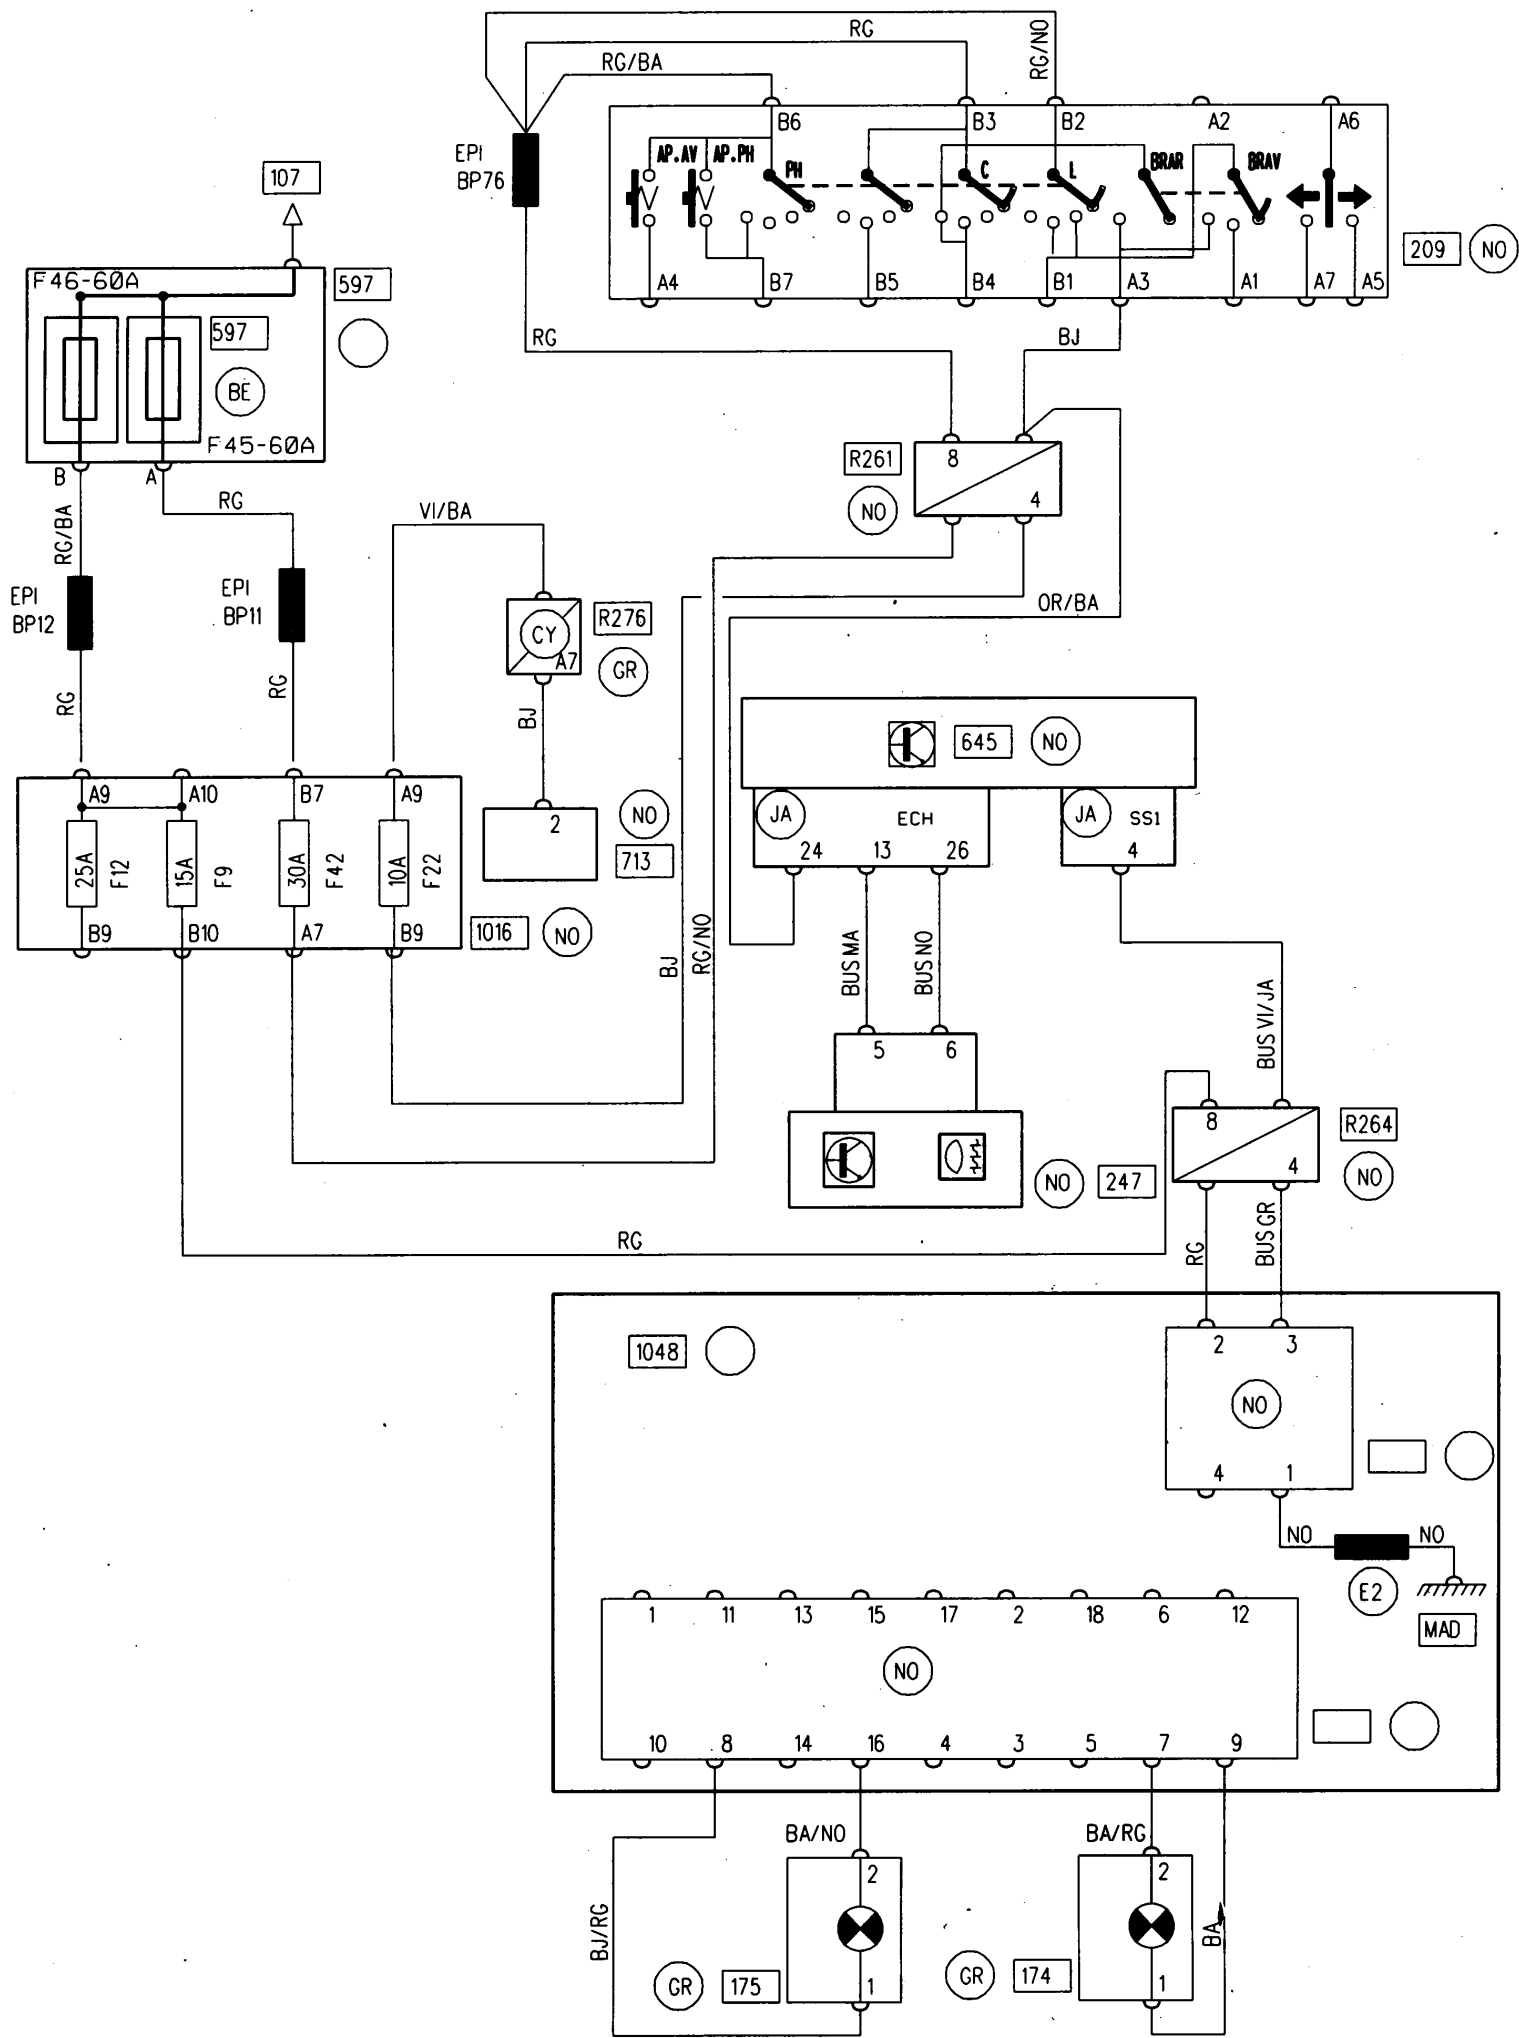 RG
RG/NO
RG/BA
B6
B3
B2
A2
A6
EPI
BP76
AP.AV
AP.PH
PH
C
L
BRAR
BRAV
107
209
NO
A4
B7
B5
B4
B1
A3
A1
A7
A5
F46-60A
597
597
BE
F45-60A
RG
BJ
B
A
R261
8
4
NO
RG/BA
RG
VI/BA
EPI
BP12
EPI
BP11
CY
A7
R276
GR
OR/BA
RG
RG
BJ
645
NO
A9
A10
B7
A9
2
NO
713
JA
ECH
24
13
26
JA
SS1
4
25A
F12
15A
F9
30A
F42
10A
F22
B9
B10
A7
B9
1016
NO
BJ
RG/NO
BUS MA
BUS NO
BUS VI/JA
5
6
8
4
R264
NO
NO
247
RG
RG
BUS GR
1048
2
3
NO
4
1
NO
NO
E2
MAD
1
11
13
15
17
2
18
6
12
NO
10
8
14
16
4
3
5
7
9
BA/NO
BA/RG
2
2
BJ/RG
BA
GR
175
1
GR
174
1